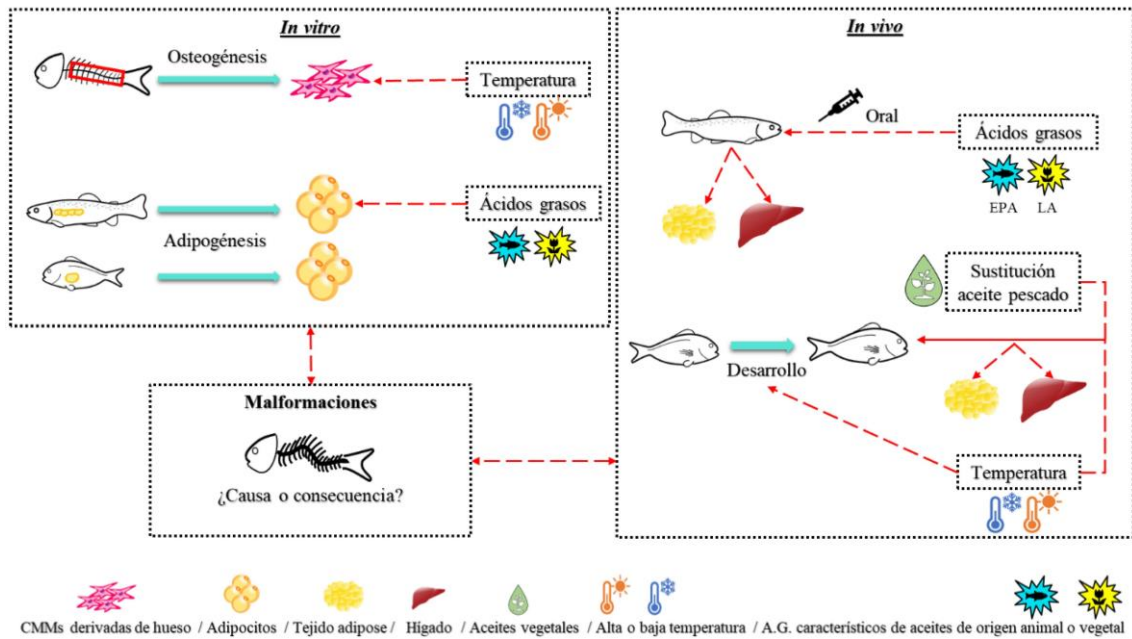 In vitro
Osteogénesis
Temperatura
Ácidos grasos
Adipogénesis
Malformaciones
¿Causa o consecuencia?
In vivo
Oral
Ácidos grasos
EPA LA
Sustitución
aceite pescado
Desarrollo
Temperatura
CMMs derivadas de hueso / Adipocitos / Tejido adipose / Hígado / Aceites vegetales / Alta o baja temperatura / A.G. característicos de aceites de origen animal o vegetal